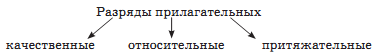 Разряды прилагательных
качественные относительные притяжательные